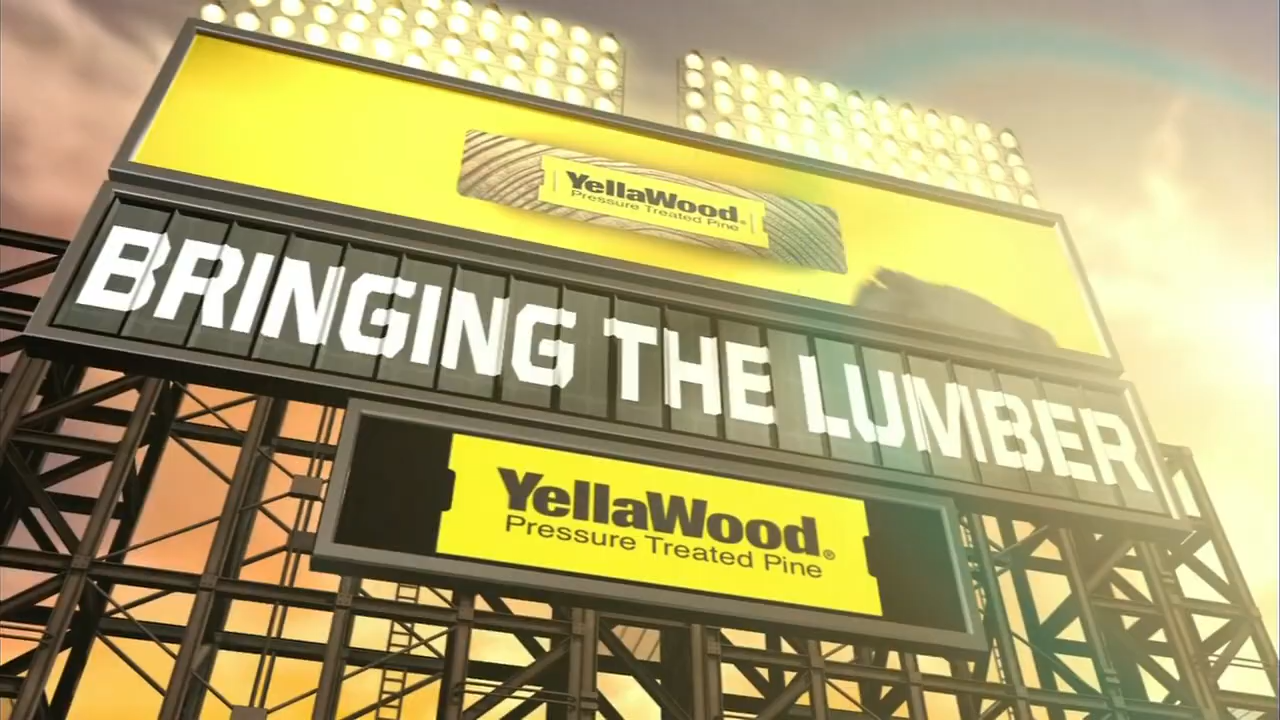 YellaWood®
Pressure Treated Pine
BRINGING THE LUMBER
YellaWood®
Pressure Treated Pine